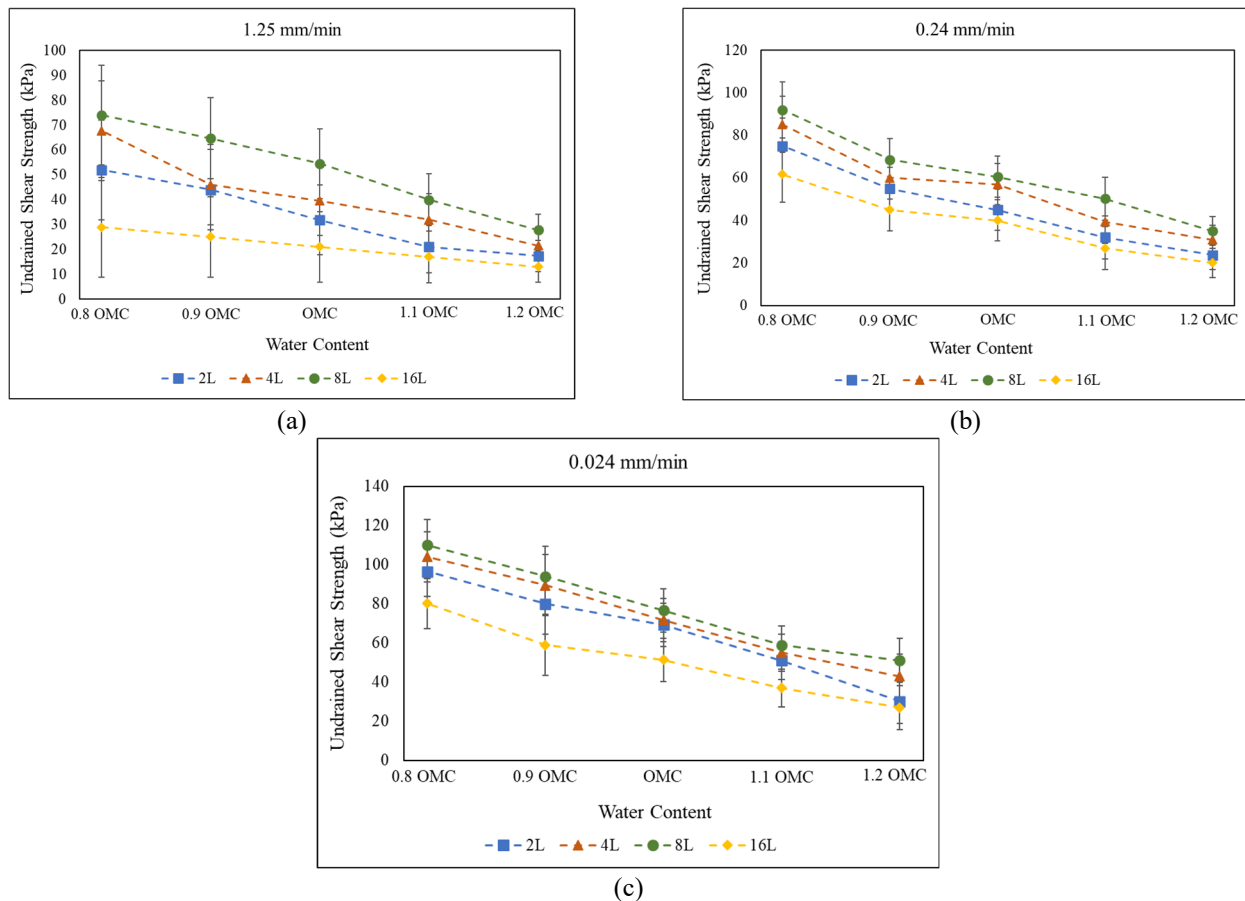 1.25 mm/min
Undrained Shear Strength (kPa)
100
90
80
70
60
50
40
30
20
10
0
0.8 OMC 0.9 OMC OMC 1.1 OMC 1.2 OMC
Water Content
2L 4L 8L 16L
(a)
0.24 mm/min
Undrained Shear Strength (kPa)
120
100
80
60
40
20
0
0.8 OMC 0.9 OMC OMC 1.1 OMC 1.2 OMC
Water Content
2L 4L 8L 16L
(b)
0.024 mm/min
Undrained Shear Strength (kPa)
140
120
100
80
60
40
20
0
0.8 OMC 0.9 OMC OMC 1.1 OMC 1.2 OMC
Water Content
2L 4L 8L 16L
(c)